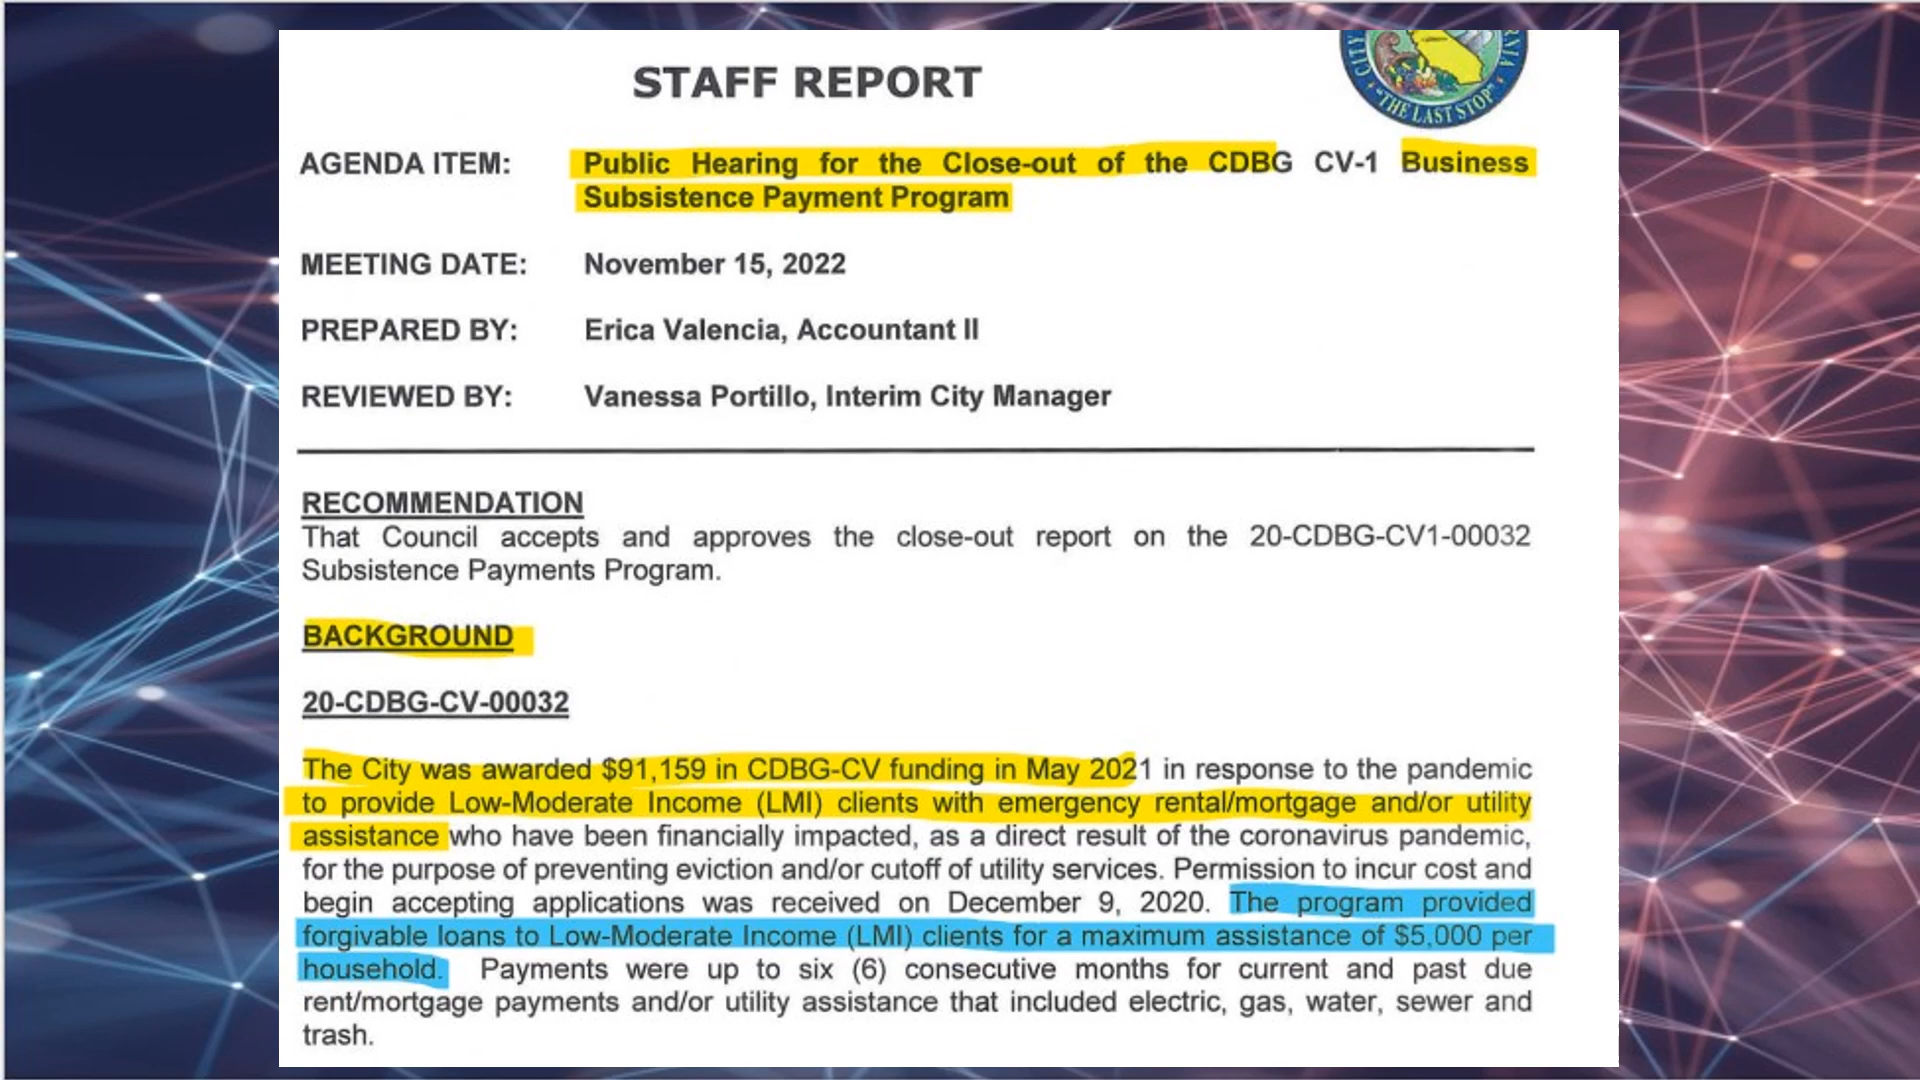 STAFF REPORT
CITY
RNIA
"THE LAST STOP"
AGENDA ITEM: Public Hearing for the Close-out of the CDBG CV-1 Business
Subsistence Payment Program
MEETING DATE: November 15, 2022
PREPARED BY: Erica Valencia, Accountant II
REVIEWED BY: Vanessa Portillo, Interim City Manager
RECOMMENDATION
That Council accepts and approves the close-out report on the 20-CDBG-CV1-00032
Subsistence Payments Program.
BACKGROUND
20-CDBG-CV-00032
The City was awarded $91,159 in CDBG-CV funding in May 2021 in response to the pandemic
to provide Low-Moderate Income (LMI) clients with emergency rental/mortgage and/or utility
assistance who have been financially impacted, as a direct result of the coronavirus pandemic,
for the purpose of preventing eviction and/or cutoff of utility services. Permission to incur cost and
begin accepting applications was received on December 9, 2020. The program provided
forgivable loans to Low-Moderate Income (LMI) clients for a maximum assistance of $5,000 per
household. Payments were up to six (6) consecutive months for current and past due
rent/mortgage payments and/or utility assistance that included electric, gas, water, sewer and
trash.